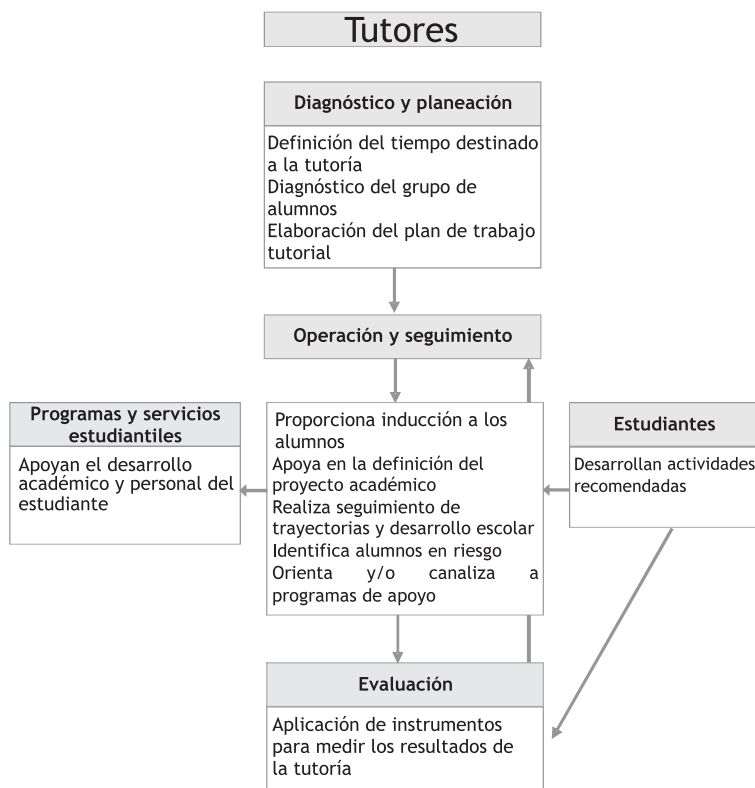 Tutores
Diagnóstico y planeación
Definición del tiempo destinado
a la tutoría
Diagnóstico del grupo de
alumnos
Elaboración del plan de trabajo
tutorial
Operación y seguimiento
Programas y servicios
estudiantiles
Apoyan el desarrollo
académico y personal del
estudiante
Proporciona inducción a los
alumnos
Apoya en la definición del
proyecto académico
Realiza seguimiento de
trayectorias y desarrollo escolar
Identifica alumnos en riesgo
Orienta y/o canaliza a
programas de apoyo
Estudiantes
Desarrollan actividades
recomendadas
Evaluación
Aplicación de instrumentos
para medir los resultados de
la tutoría